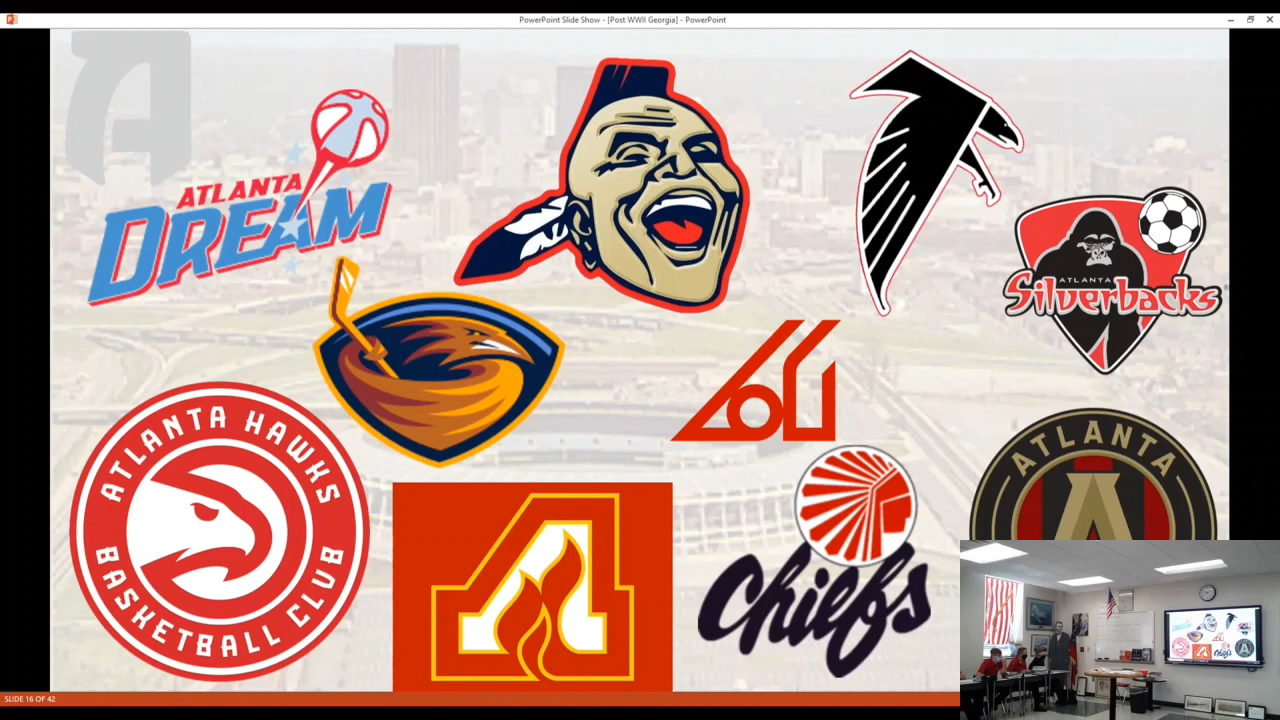 PowerPoint Slide Show - [Post WWII Georgia] - PowerPoint
ATLANTA
DREAM
ATLANTA
Silverbacks
ATLANTA HAWKS
BASKETBALL CLUB
A
Chiefs
ATLANTA
A
SLIDE 16 OF 42